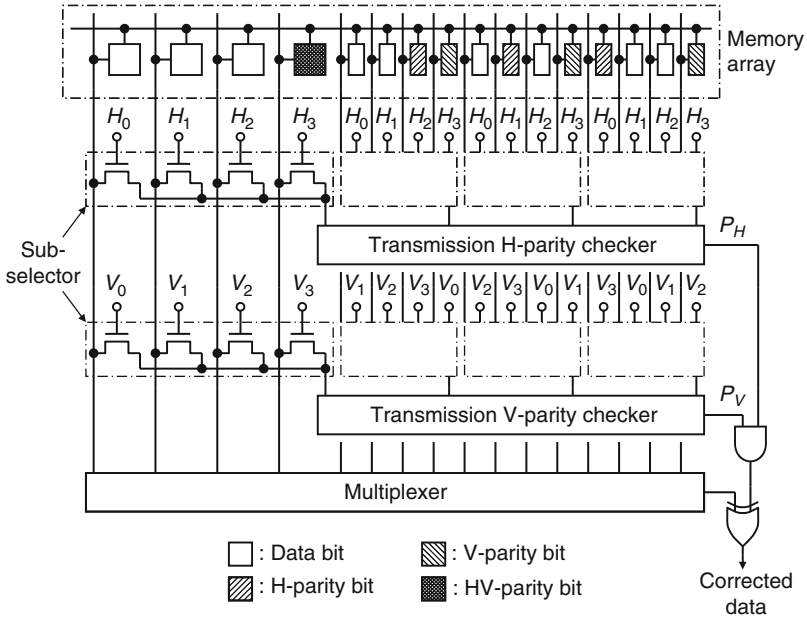 Memory
array
H0 H1 H2 H3 H0 H1 H2 H3 H0 H1 H2 H3 H0 H1 H2 H3
Sub-
selector
Transmission H-parity checker
PH
V0 V1 V2 V3 V1 V2 V3 V0 V2 V3 V0 V1 V3 V0 V1 V2
Transmission V-parity checker
PV
Multiplexer
: Data bit
: V-parity bit
: H-parity bit
: HV-parity bit
Corrected
data